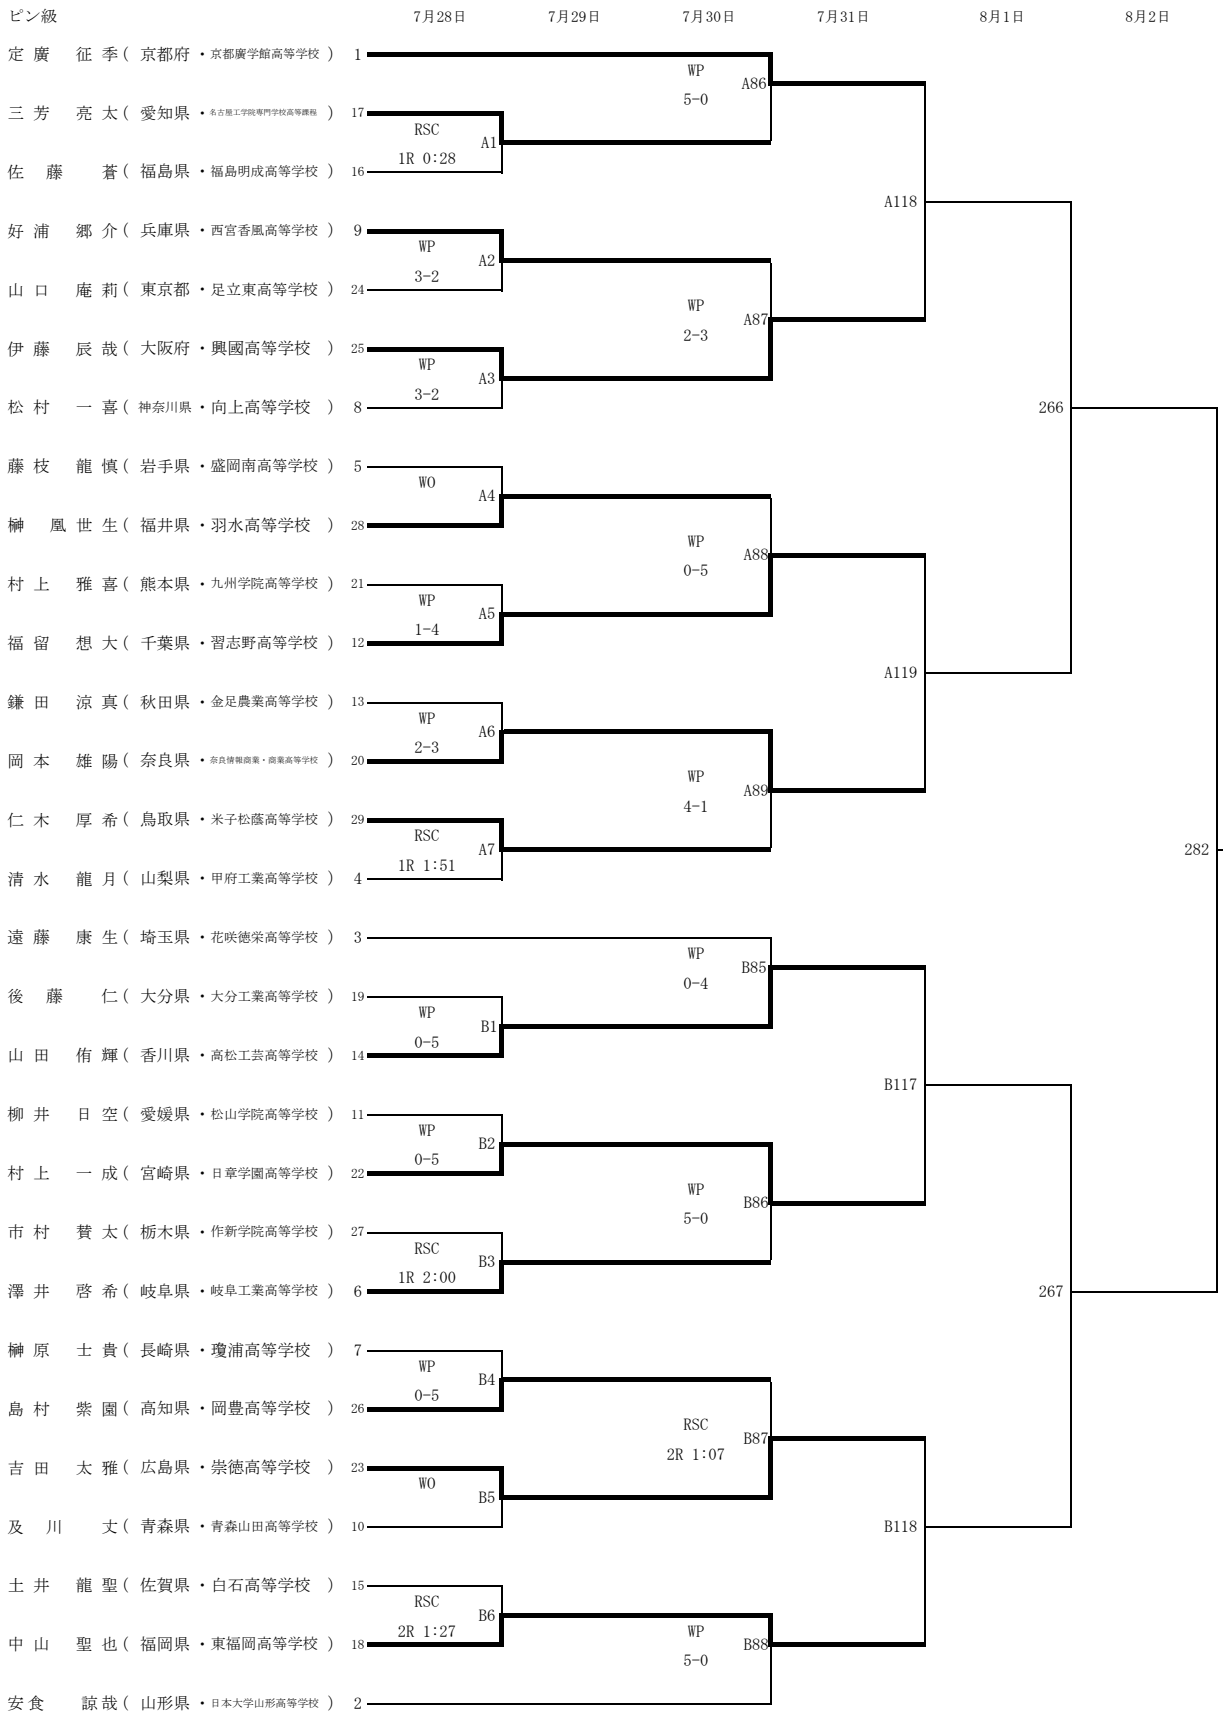 ピン級 7月28日 7月29日 7月30日 7月31日 8月1日 8月2日
定廣 征季( 京都府 ・京都廣学館高等学校 ) 1
WP
A86
5-0
三芳 亮太( 愛知県 ・名古屋工学院専門学校高等課程 ) 17
RSC
A1
1R 0:28
佐藤 蒼( 福島県 ・福島明成高等学校 ) 16
A118
好浦 郷介( 兵庫県 ・西宮香風高等学校 ) 9
WP
A2
3-2
山口 庵莉( 東京都 ・足立東高等学校 ) 24
WP
A87
2-3
伊藤 辰哉( 大阪府 ・興國高等学校 ) 25
WP
A3
3-2
松村 一喜( 神奈川県 ・向上高等学校 ) 8
266
藤枝 龍慎( 岩手県 ・盛岡南高等学校 ) 5
WO
A4
榊 凰世生( 福井県 ・羽水高等学校 ) 28
WP
A88
0-5
村上 雅喜( 熊本県 ・九州学院高等学校 ) 21
WP
A5
1-4
福留 想大( 千葉県 ・習志野高等学校 ) 12
A119
鎌田 涼真( 秋田県 ・金足農業高等学校 ) 13
WP
A6
2-3
岡本 雄陽( 奈良県 ・奈良情報商業・商業高等学校 ) 20
WP
A89
4-1
仁木 厚希( 鳥取県 ・米子松蔭高等学校 ) 29
RSC
A7
1R 1:51
282
清水 龍月( 山梨県 ・甲府工業高等学校 ) 4
遠藤 康生( 埼玉県 ・花咲徳栄高等学校 ) 3
WP
B85
0-4
後藤 仁( 大分県 ・大分工業高等学校 ) 19
WP
B1
0-5
山田 侑輝( 香川県 ・高松工芸高等学校 ) 14
B117
柳井 日空( 愛媛県 ・松山学院高等学校 ) 11
WP
B2
0-5
村上 一成( 宮崎県 ・日章学園高等学校 ) 22
WP
B86
5-0
市村 賛太( 栃木県 ・作新学院高等学校 ) 27
RSC
B3
1R 2:00
澤井 啓希( 岐阜県 ・岐阜工業高等学校 ) 6
267
榊原 士貴( 長崎県 ・瓊浦高等学校 ) 7
WP
B4
0-5
島村 紫園( 高知県 ・岡豊高等学校 ) 26
RSC
B87
2R 1:07
吉田 太雅( 広島県 ・崇徳高等学校 ) 23
WO
B5
及川 丈( 青森県 ・青森山田高等学校 ) 10
B118
土井 龍聖( 佐賀県 ・白石高等学校 ) 15
RSC
B6
2R 1:27
中山 聖也( 福岡県 ・東福岡高等学校 ) 18
WP
B88
5-0
安食 諒哉( 山形県 ・日本大学山形高等学校 ) 2